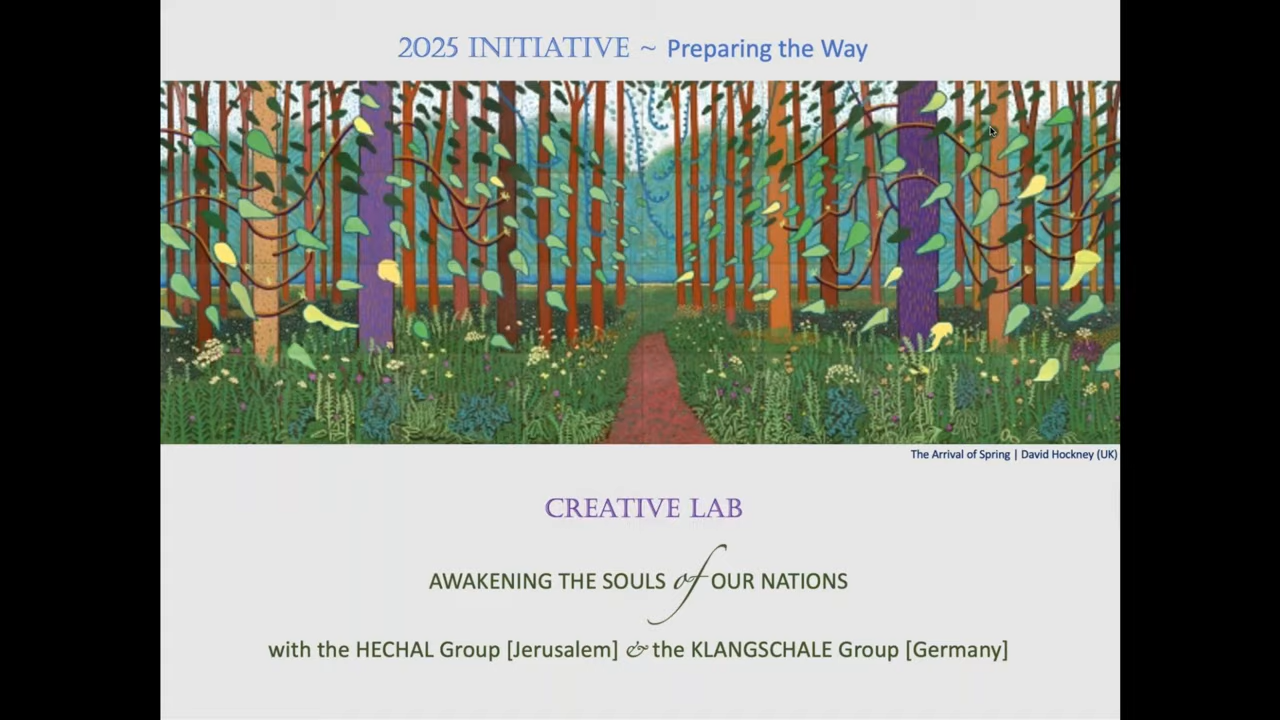 2025 INITIATIVE ~ Preparing the Way
The Arrival of Spring | David Hockney (UK)
CREATIVE LAB
AWAKENING THE SOULS of OUR NATIONS
with the HECHAL Group [Jerusalem] & the KLANGSCHALE Group [Germany]